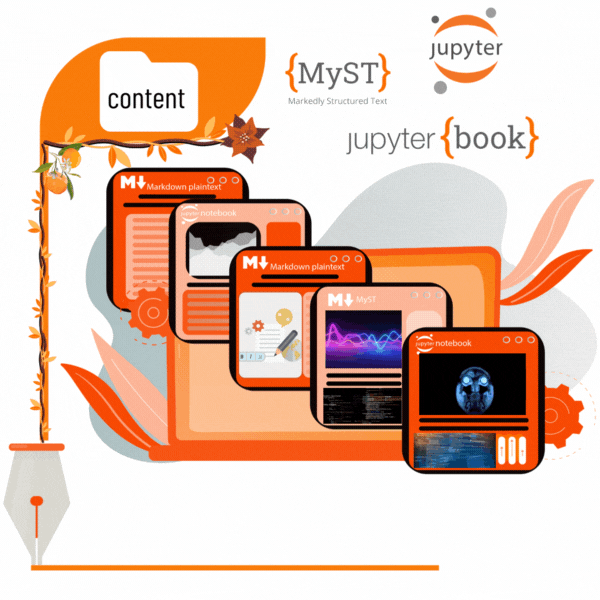 content
{MyST}
Markedly Structured Text
jupyter
jupyter {book}
M Markdown plaintext
jupyter notebook
M Markdown plaintext
B I U
M MyST
jupyter notebook